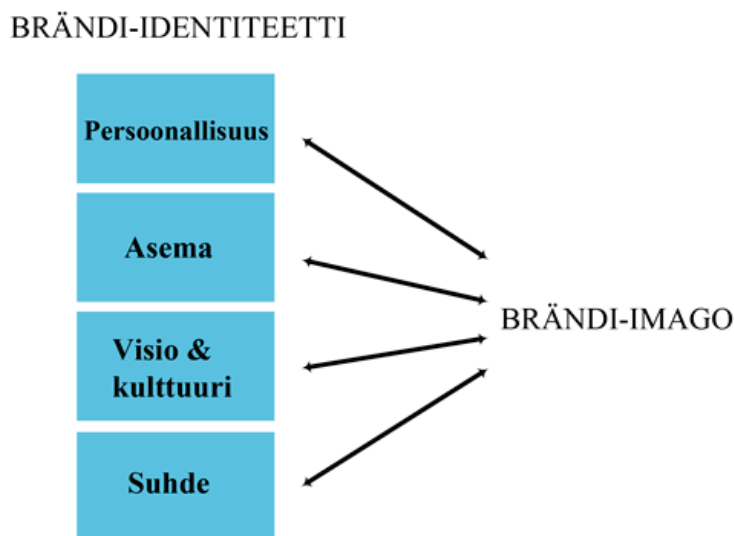 BRÄNDI-IDENTITEETTI
Persoonallisuus
Asema
Visio &
kulttuuri
Suhde
BRÄNDI-IMAGO